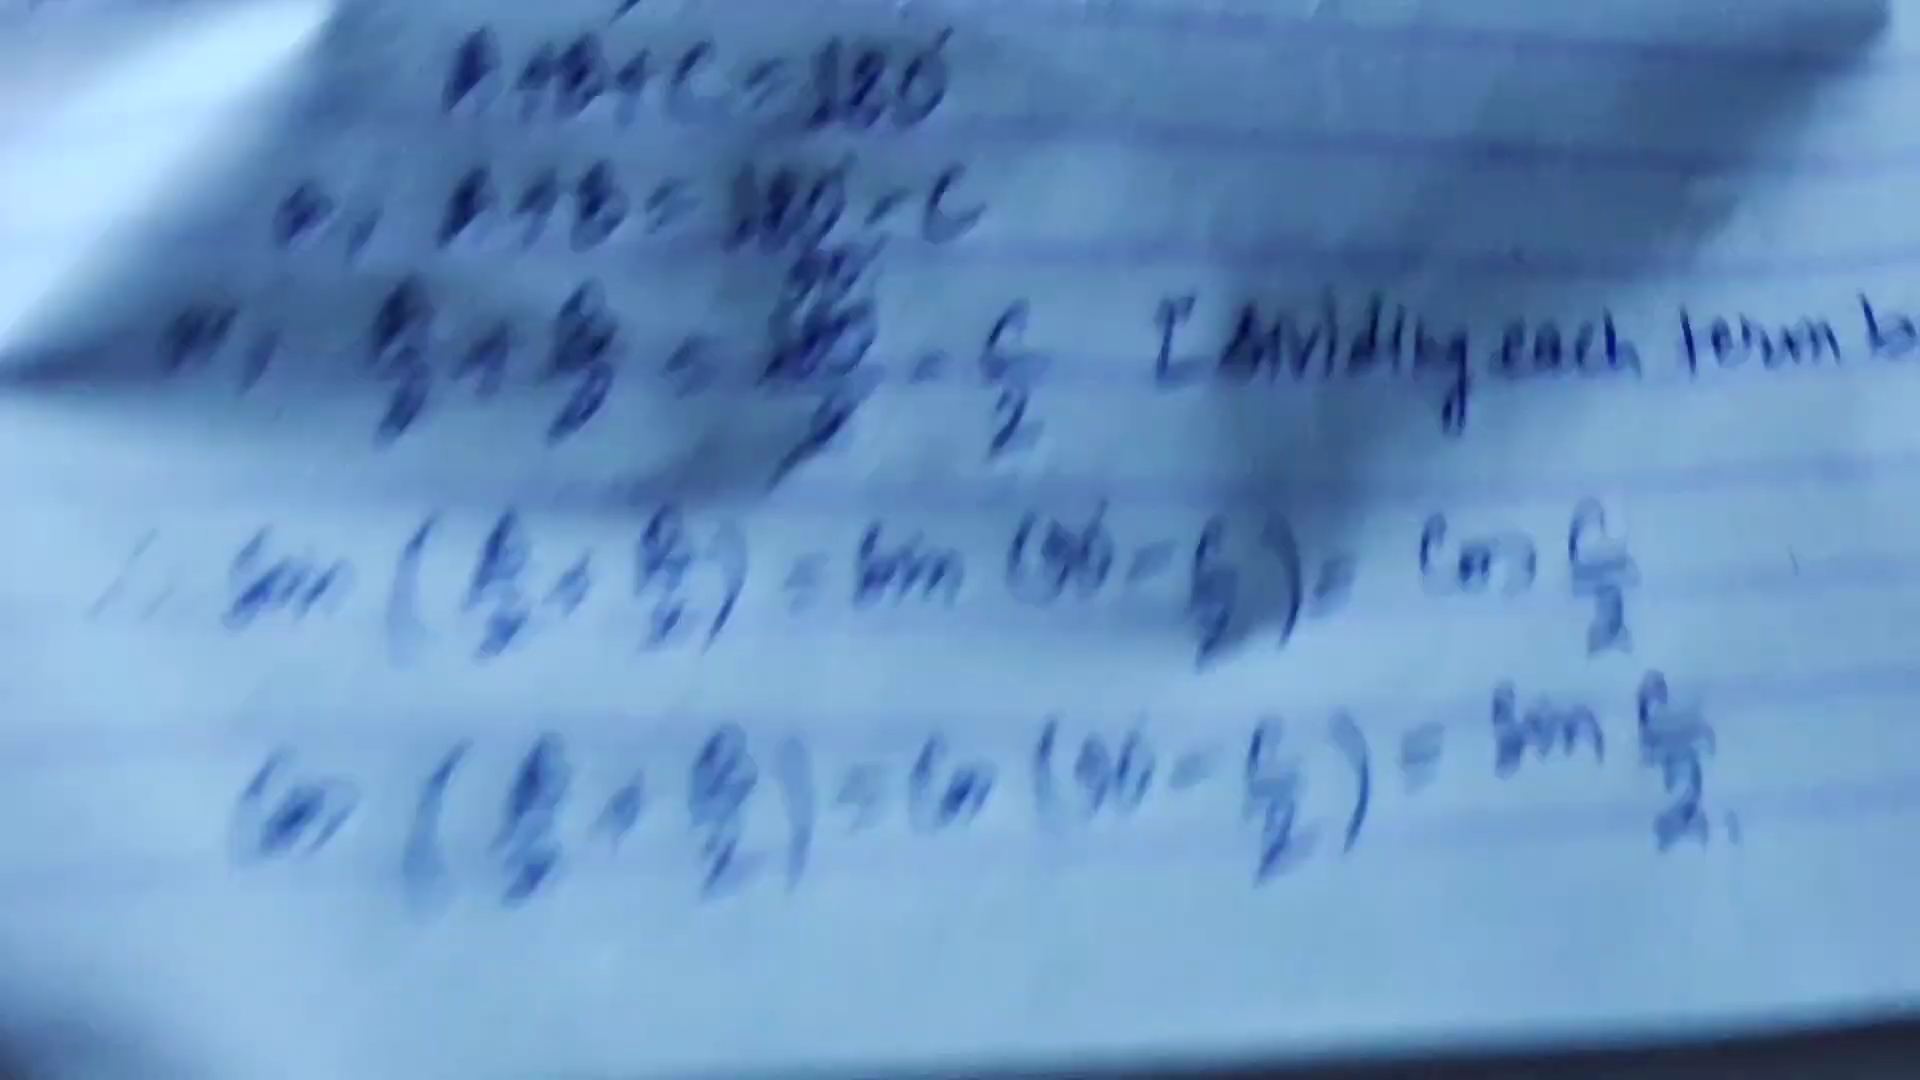 A+B+C = 180°
or, A+B = 180° - C
or, A/2 + B/2 = 180°/2 - C/2 [dividing each term
∴ Sin (A/2 + B/2) = Sin (90° - C/2) = Cos C/2
Cos (A/2 + B/2) = Cos (90° - C/2) = Sin C/2.